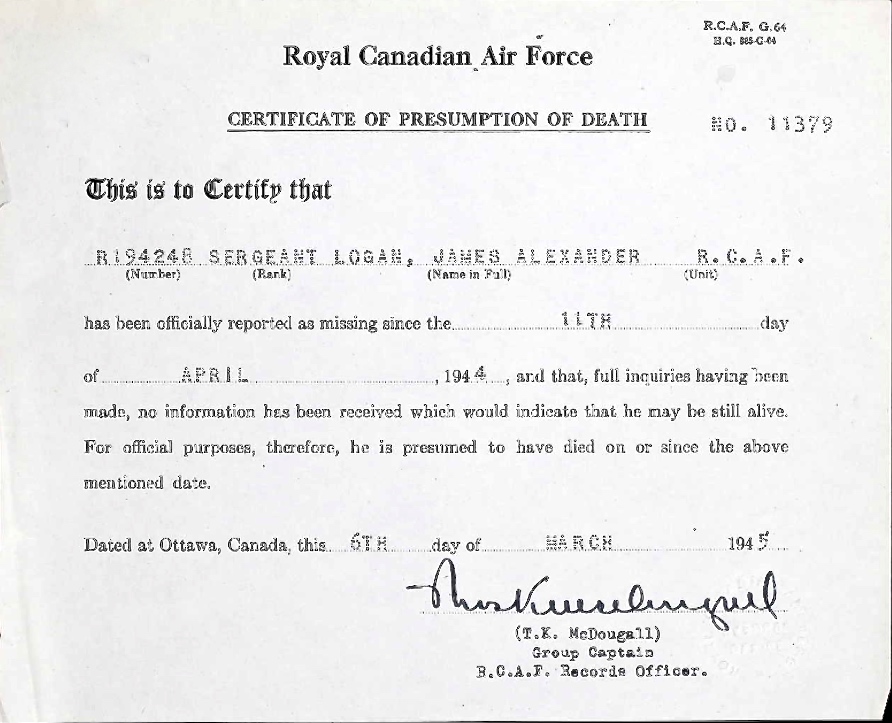 R.C.A.F. G.64
H.Q. 885-G-64
Royal Canadian Air Force
CERTIFICATE OF PRESUMPTION OF DEATH
NO. 11379
This is to Certify that
R194248 SERGEANT LOGAN, JAMES ALEXANDER R.C.A.F.
(Number) (Rank) (Name in Full) (Unit)
has been officially reported as missing since the 11TH day
of APRIL, 1944, and that, full inquiries having been
made, no information has been received which would indicate that he may be still alive.
For official purposes, therefore, he is presumed to have died on or since the above
mentioned date.
Dated at Ottawa, Canada, this 6TH day of MARCH 1945
(T.K. McDougall)
Group Captain
R.C.A.F. Records Officer.